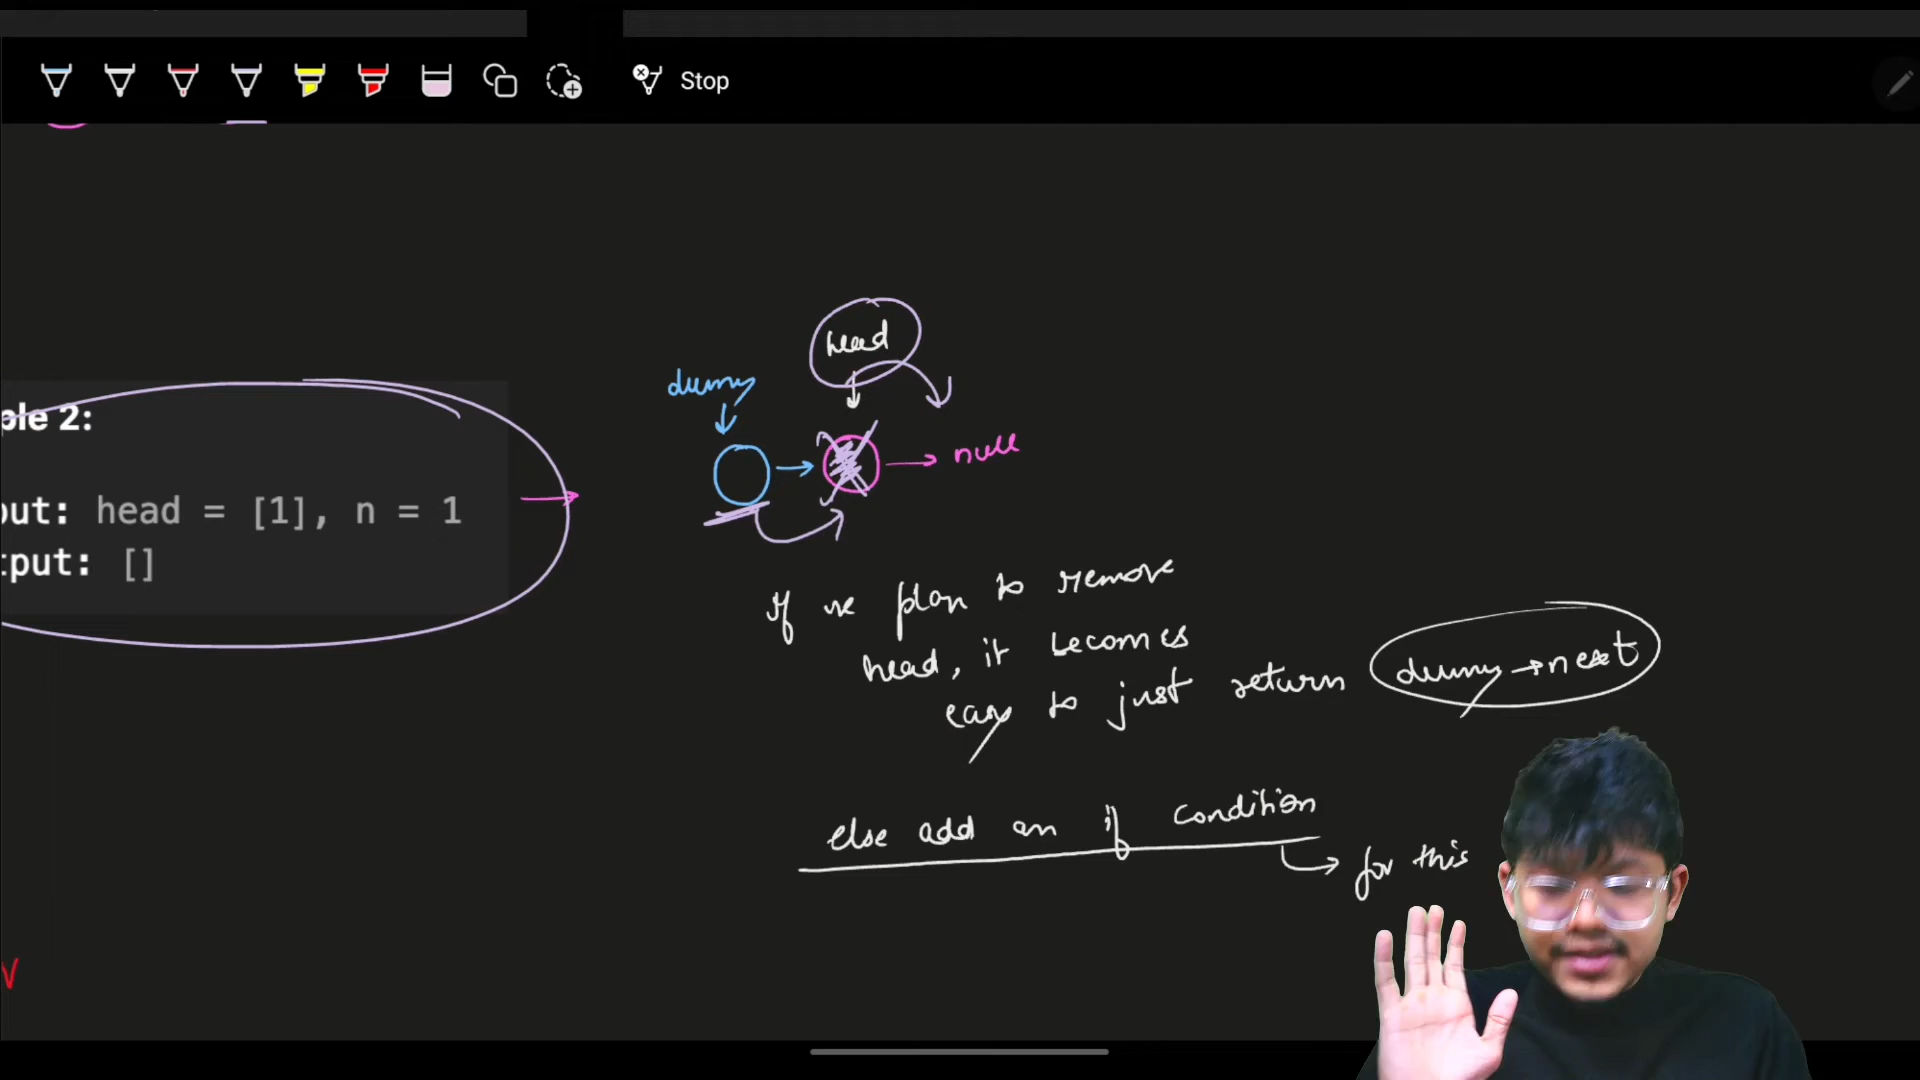 Stop
head
dummy
null
ple 2:
out: head = [1], n = 1
tput: []
if we plan to remove
head, it becomes
easy to just return dummy → next
else add an if condition
for this